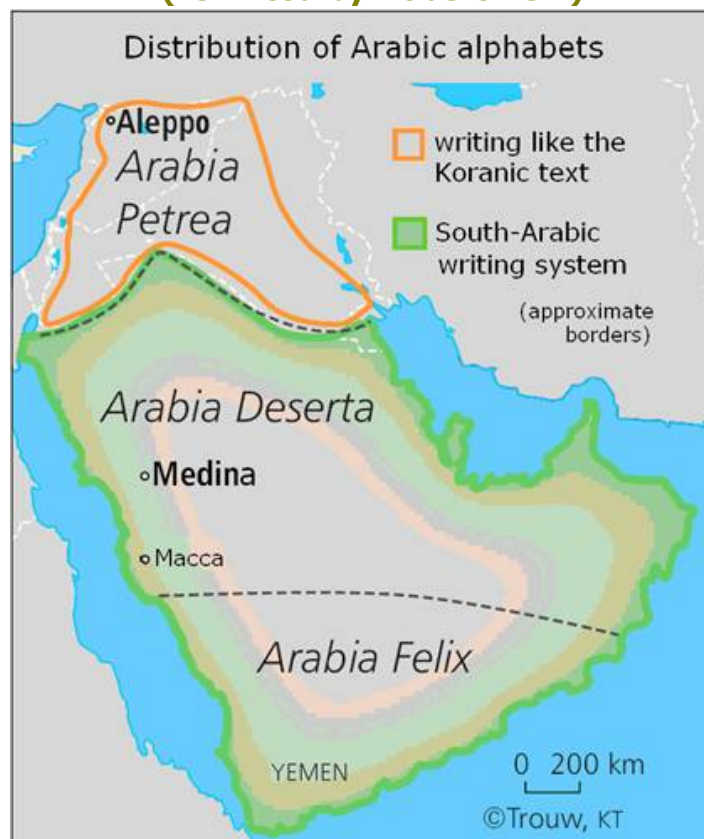 Distribution of Arabic alphabets
Aleppo
Arabia
Petrea
writing like the
Koranic text
South-Arabic
writing system
(approximate
borders)
Arabia Deserta
Medina
Macca
Arabia Felix
YEMEN
0 200 km
©Trouw, KT